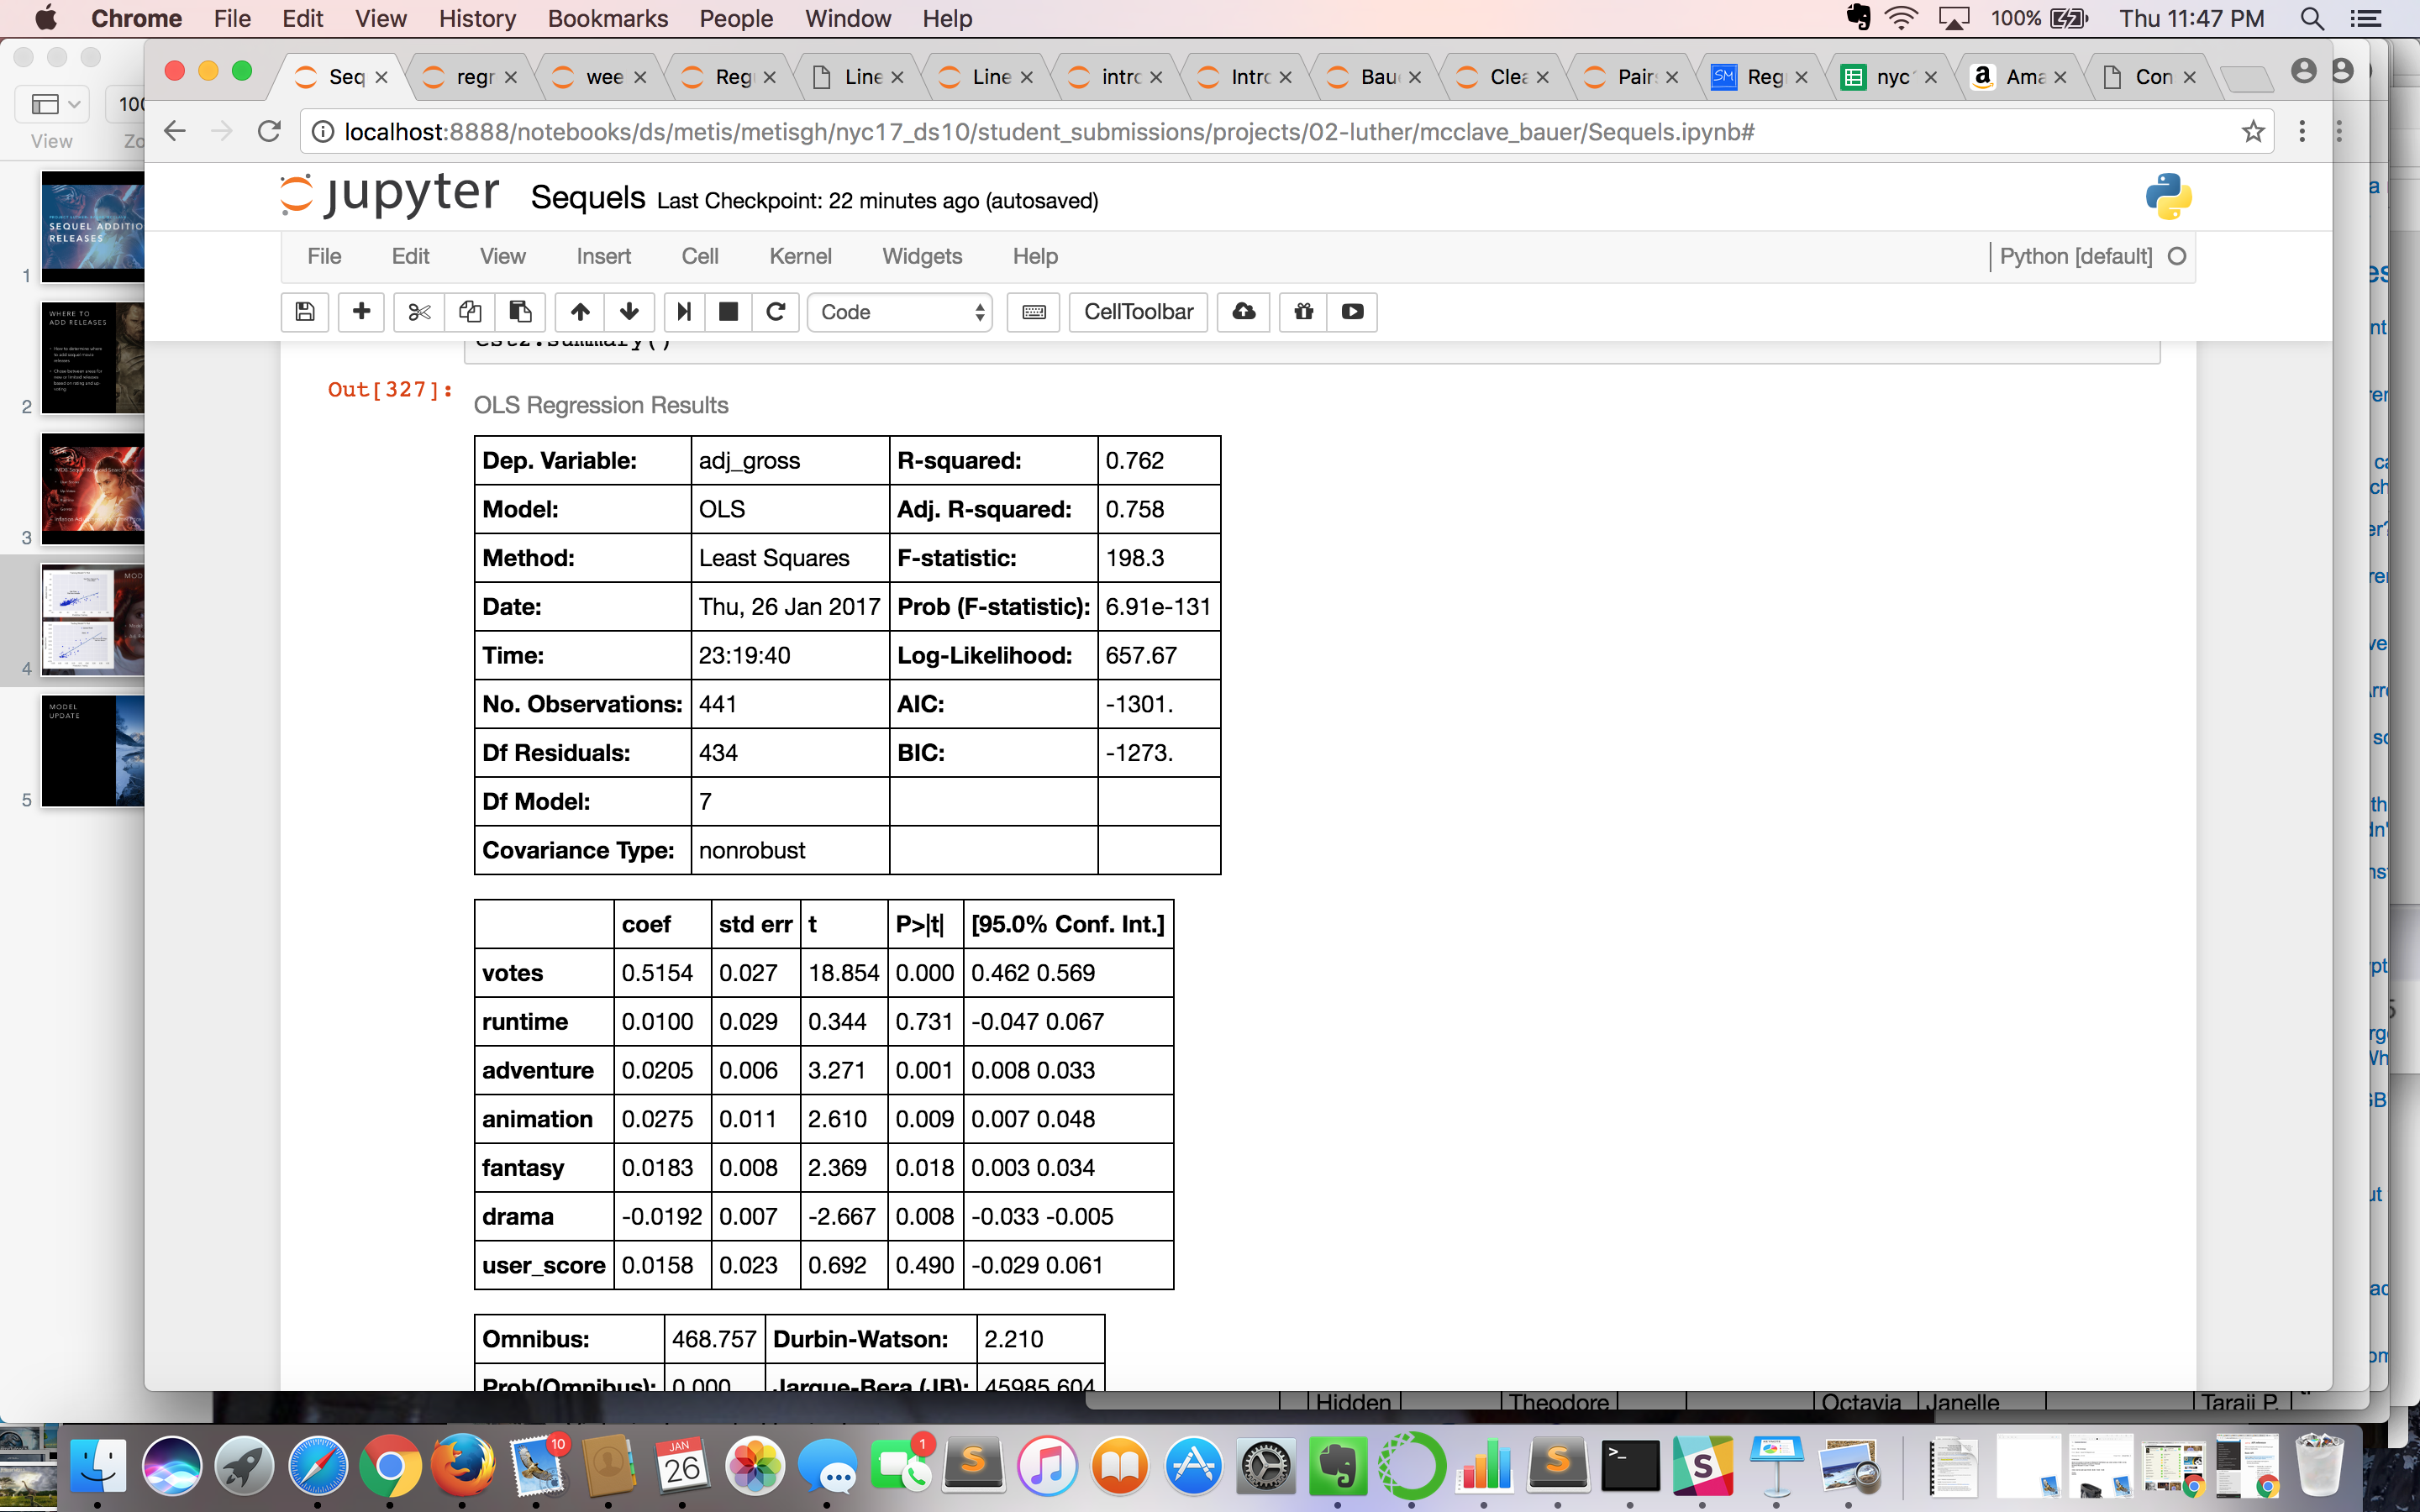 Chrome File Edit View History Bookmarks People Window Help 100% Thu 11:47 PM
Seq regr wee Reg Line Line intro Intro Bau Clea Pair SM Reg nyc Ama Con
localhost:8888/notebooks/ds/metis/metisgh/nyc17_ds10/student_submissions/projects/02-luther/mcclave_bauer/Sequels.ipynb#
View
jupyter Sequels Last Checkpoint: 22 minutes ago (autosaved)
File Edit View Insert Cell Kernel Widgets Help Python [default]
Code CellToolbar
SEQUEL ADDITIO
RELEASES
1
WHERE TO
ADD RELEASES
2
3
4
MODEL
UPDATE
5
est2.summary()
Out[327]:
OLS Regression Results
Dep. Variable: adj_gross R-squared: 0.762
Model: OLS Adj. R-squared: 0.758
Method: Least Squares F-statistic: 198.3
Date: Thu, 26 Jan 2017 Prob (F-statistic): 6.91e-131
Time: 23:19:40 Log-Likelihood: 657.67
No. Observations: 441 AIC: -1301.
Df Residuals: 434 BIC: -1273.
Df Model: 7
Covariance Type: nonrobust
coef std err t P>|t| [95.0% Conf. Int.]
votes 0.5154 0.027 18.854 0.000 0.462 0.569
runtime 0.0100 0.029 0.344 0.731 -0.047 0.067
adventure 0.0205 0.006 3.271 0.001 0.008 0.033
animation 0.0275 0.011 2.610 0.009 0.007 0.048
fantasy 0.0183 0.008 2.369 0.018 0.003 0.034
drama -0.0192 0.007 -2.667 0.008 -0.033 -0.005
user_score 0.0158 0.023 0.692 0.490 -0.029 0.061
Omnibus: 468.757 Durbin-Watson: 2.210
Prob(Omnibus): 0.000 Jarque-Bera (JB): 45985.604
Hidden Theodore Octavia Janelle Taraji P.
10 JAN 26 1